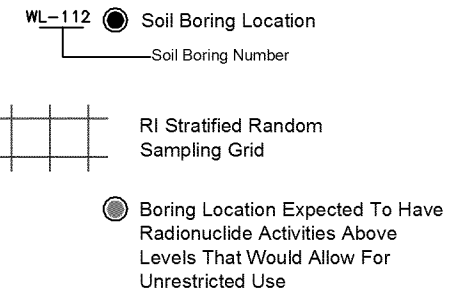 WL-112 Soil Boring Location
Soil Boring Number
RI Stratified Random
Sampling Grid
Boring Location Expected To Have
Radionuclide Activities Above
Levels That Would Allow For
Unrestricted Use